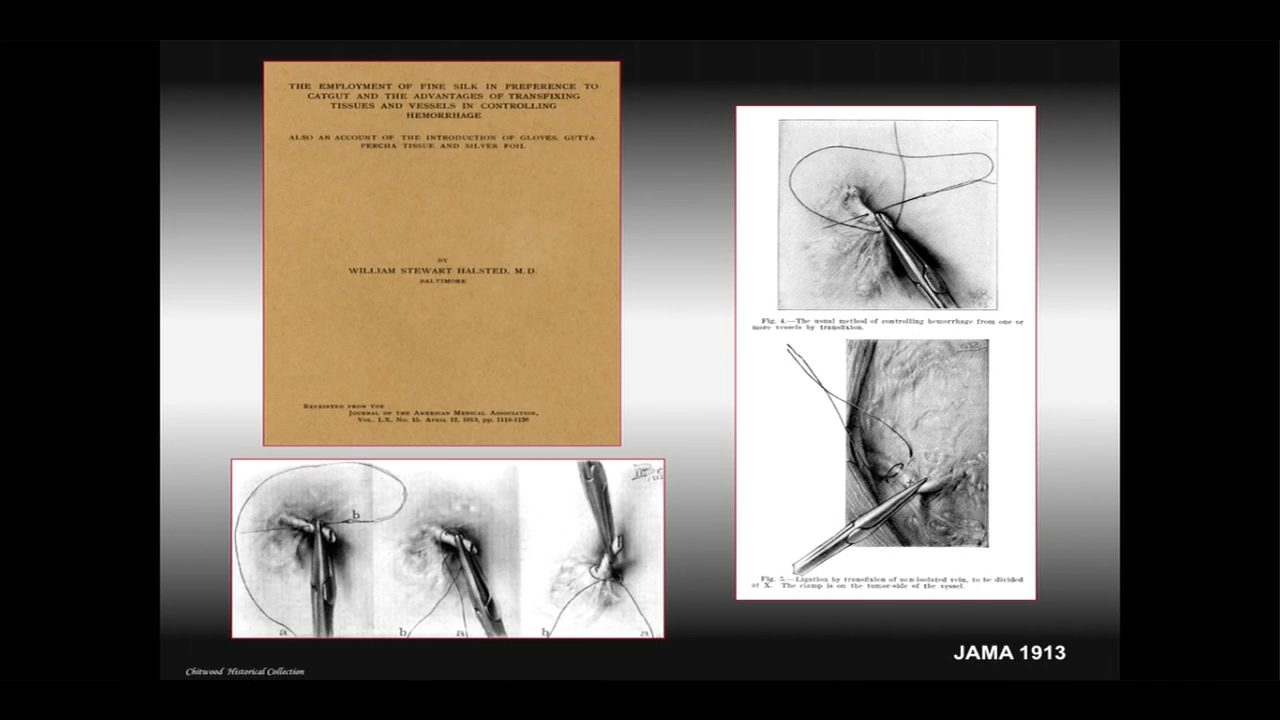 THE EMPLOYMENT OF FINE SILK IN PREFERENCE TO
CATGUT AND THE ADVANTAGES OF TRANSFIXING
TISSUES AND VESSELS IN CONTROLLING
HEMORRHAGE
ALSO AN ACCOUNT OF THE INTRODUCTION OF GLOVES, GUTTA-
PERCHA TISSUE AND SILVER FOIL
BY
WILLIAM STEWART HALSTED, M.D.
BALTIMORE
REPRINTED FROM THE
JOURNAL OF THE AMERICAN MEDICAL ASSOCIATION,
VOL. LX, No. 15, APRIL 12, 1913, pp. 1119-1126
b
a
b
a
b
a
Fig. 4.—The usual method of controlling hemorrhage from one or
more vessels by transfixion.
Fig. 5.—Ligation by transfixion of non-isolated vein, to be divided
at X. The clamp is on the tumor-side of the vessel.
JAMA 1913
Chitwood Historical Collection